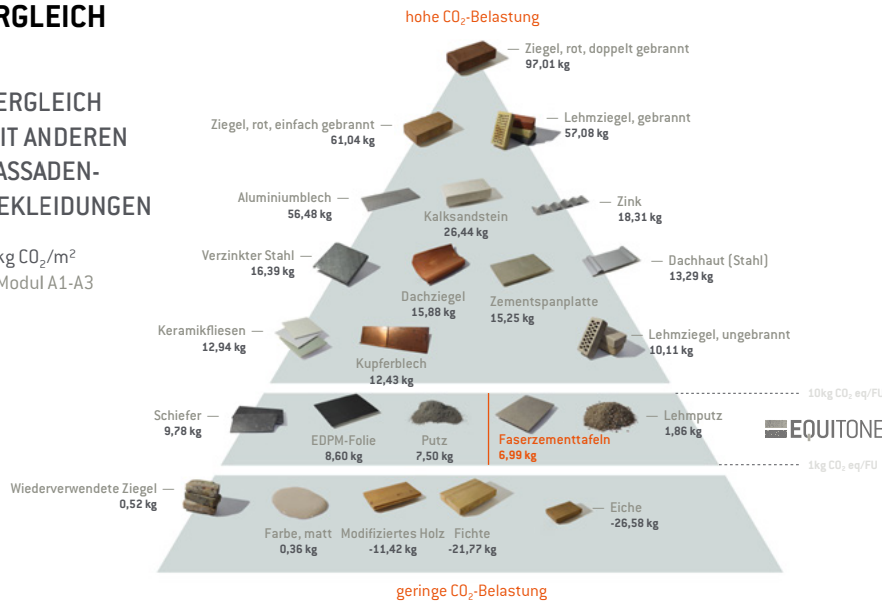 RGLEICH
hohe CO₂-Belastung
Ziegel, rot, doppelt gebrannt
97,01 kg
ERGLEICH
IT ANDEREN
ASSADEN-
EKLEIDUNGEN
kg CO₂/m²
Modul A1-A3
Ziegel, rot, einfach gebrannt
61,04 kg
Lehmziegel, gebrannt
57,08 kg
Aluminiumblech
56,48 kg
Kalksandstein
26,44 kg
Zink
18,31 kg
Verzinkter Stahl
16,39 kg
Dachziegel
15,88 kg
Zementspanplatte
15,25 kg
Dachhaut (Stahl)
13,29 kg
Keramikfliesen
12,94 kg
Kupferblech
12,43 kg
Lehmziegel, ungebrannt
10,11 kg
10kg CO₂ eq/FU
Schiefer
9,78 kg
EDPM-Folie
8,60 kg
Putz
7,50 kg
Faserzementtafeln
6,99 kg
Lehmputz
1,86 kg
EQUITONE
1kg CO₂ eq/FU
Wiederverwendete Ziegel
0,52 kg
Farbe, matt
0,36 kg
Modifiziertes Holz
-11,42 kg
Fichte
-21,77 kg
Eiche
-26,58 kg
geringe CO₂-Belastung